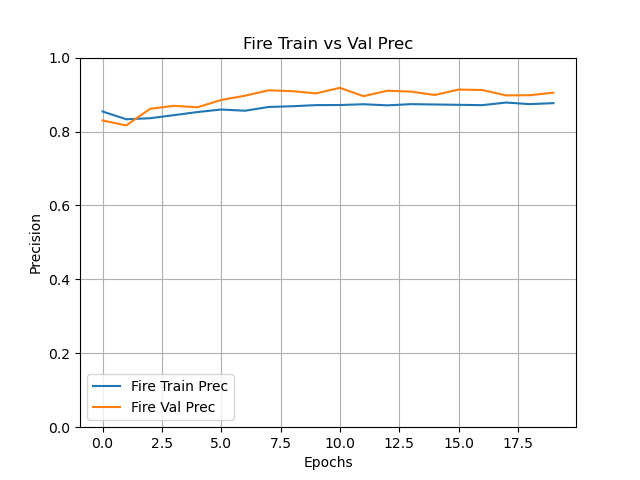 Fire Train vs Val Prec
1.0
0.8
0.6
0.4
0.2
0.0
Precision
Fire Train Prec
Fire Val Prec
0.0 2.5 5.0 7.5 10.0 12.5 15.0 17.5
Epochs